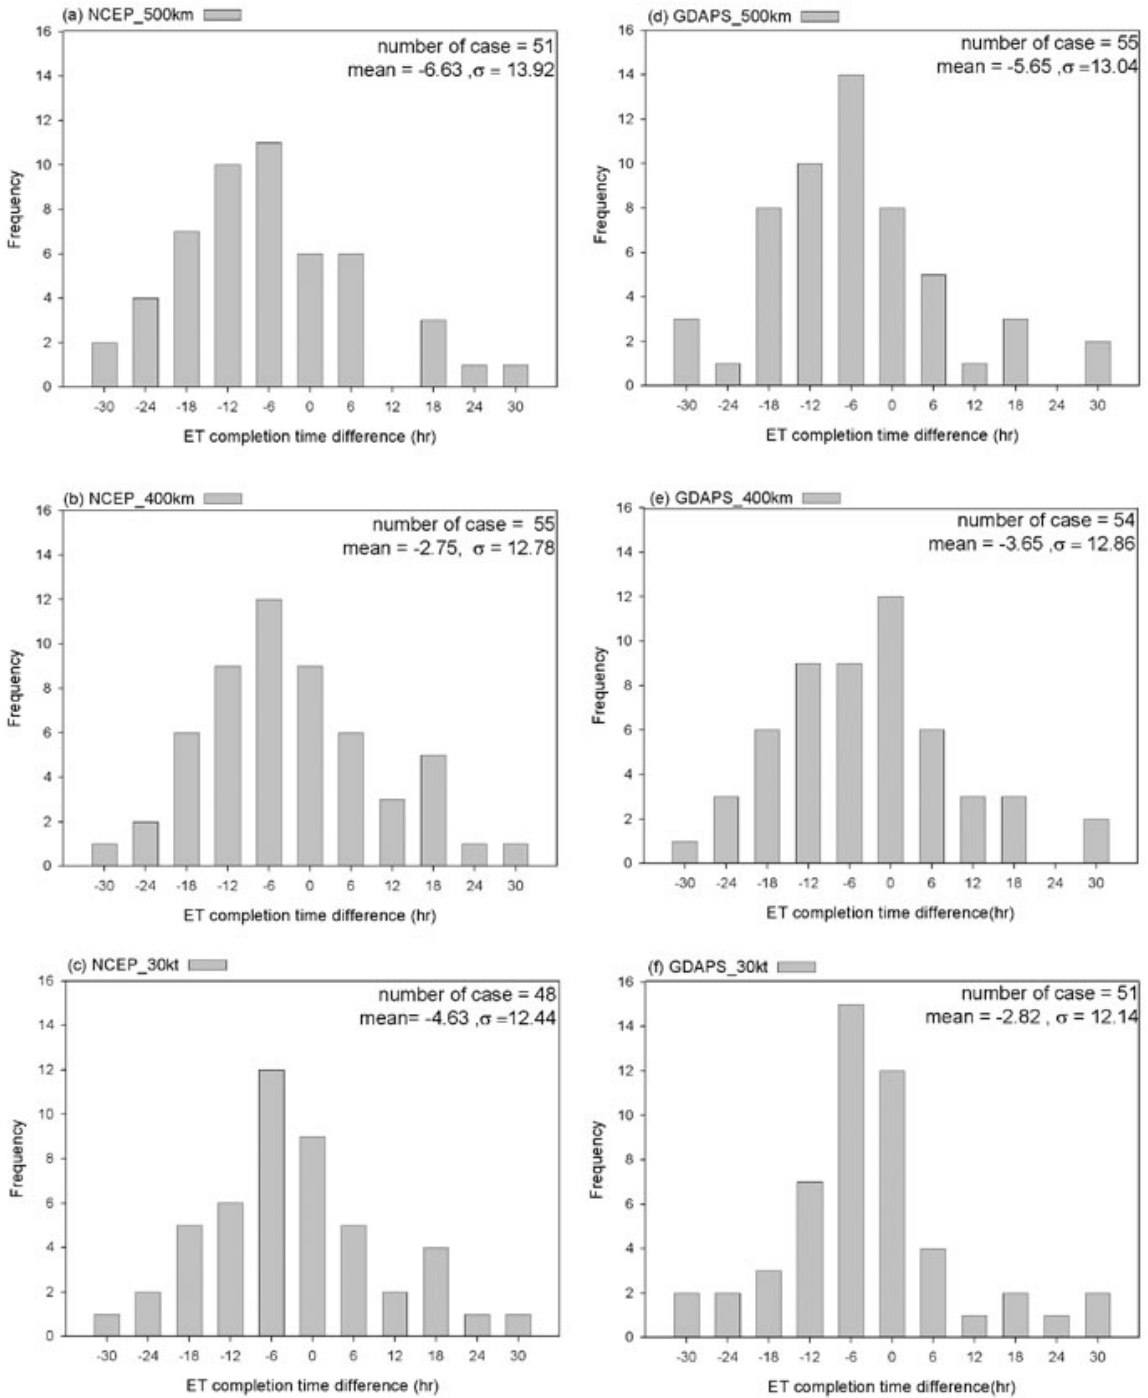 (a) NCEP_500km
number of case = 51
mean = -6.63 ,σ = 13.92
16
14
12
10
8
6
4
2
0
Frequency
-30 -24 -18 -12 -6 0 6 12 18 24 30
ET completion time difference (hr)
(d) GDAPS_500km
number of case = 55
mean = -5.65 ,σ =13.04
16
14
12
10
8
6
4
2
0
Frequency
-30 -24 -18 -12 -6 0 6 12 18 24 30
ET completion time difference (hr)
(b) NCEP_400km
number of case = 55
mean = -2.75, σ = 12.78
16
14
12
10
8
6
4
2
0
Frequency
-30 -24 -18 -12 -6 0 6 12 18 24 30
ET completion time difference (hr)
(e) GDAPS_400km
number of case = 54
mean = -3.65 ,σ = 12.86
16
14
12
10
8
6
4
2
0
Frequency
-30 -24 -18 -12 -6 0 6 12 18 24 30
ET completion time difference(hr)
(c) NCEP_30kt
number of case = 48
mean= -4.63 ,σ =12.44
16
14
12
10
8
6
4
2
0
Frequency
-30 -24 -18 -12 -6 0 6 12 18 24 30
ET completion time difference (hr)
(f) GDAPS_30kt
number of case = 51
mean = -2.82 , σ = 12.14
16
14
12
10
8
6
4
2
0
Frequency
-30 -24 -18 -12 -6 0 6 12 18 24 30
ET completion time difference(hr)